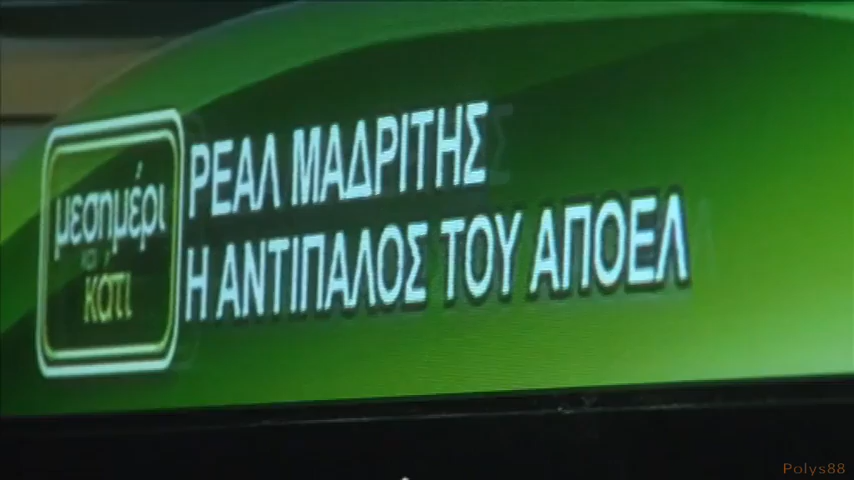 ΡΕΑΛ ΜΑΔΡΙΤΗΣ
Η ΑΝΤΙΠΑΛΟΣ ΤΟΥ ΑΠΟΕΛ
μεσημέρι
και
κάτι
Polys88